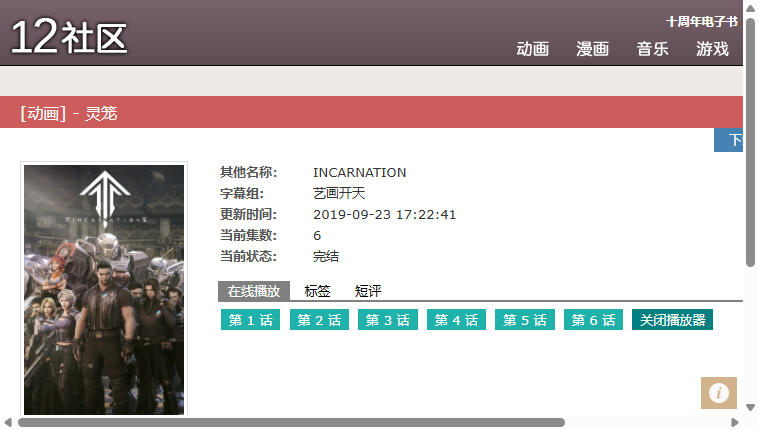 12社区
十周年电子书
动画 漫画 音乐 游戏
[动画] - 灵笼
INCARNATION
其他名称: INCARNATION
字幕组: 艺画开天
更新时间: 2019-09-23 17:22:41
当前集数: 6
当前状态: 完结
在线播放 标签 短评
第 1 话 第 2 话 第 3 话 第 4 话 第 5 话 第 6 话 关闭播放器